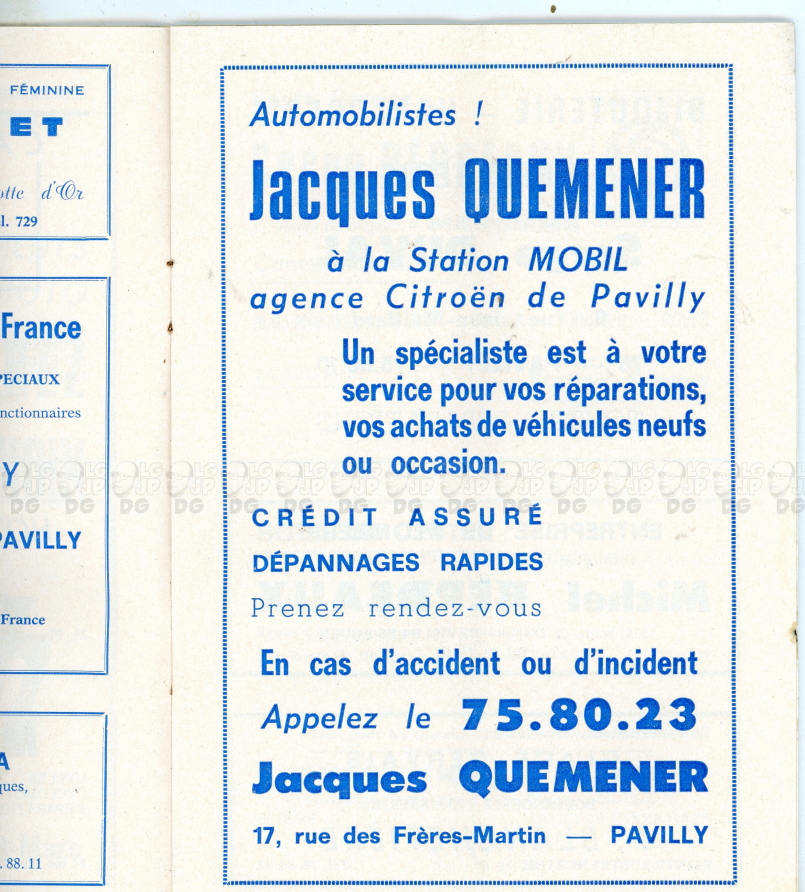 FÉMININE
ET
d'Or
729
France
nctionnaires
Y
PAVILLY
France
A
88.11
Automobilistes !
Jacques QUEMENER
à la Station MOBIL
agence Citroën de Pavilly
Un spécialiste est à votre
service pour vos réparations,
vos achats de véhicules neufs
ou occasion.
CRÉDIT ASSURÉ
DÉPANNAGES RAPIDES
Prenez rendez-vous
En cas d'accident ou d'incident
Appelez le 75.80.23
Jacques QUEMENER
17, rue des Frères-Martin — PAVILLY
LG JP DG